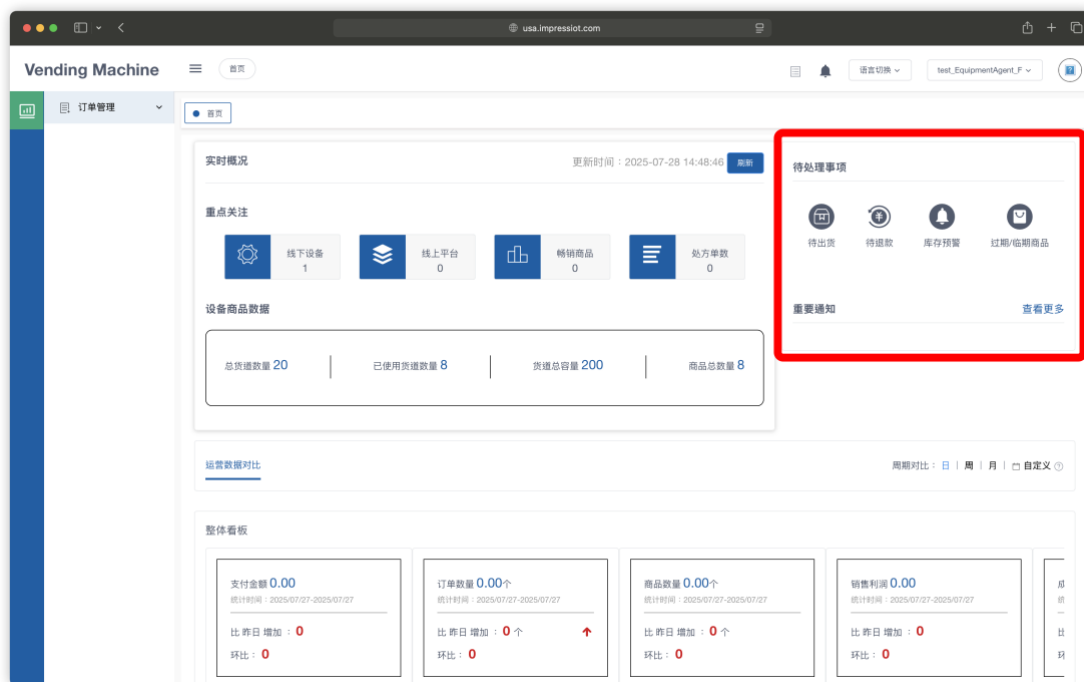 usa.impressiot.com
Vending Machine
首页
语言切换
test_EquipmentAgent_F
订单管理
首页
实时概况
更新时间：2025-07-28 14:48:46
刷新
重点关注
线下设备
1
线上平台
0
畅销商品
0
处方单数
0
设备商品数据
总货道数量 20
已使用货道数量 8
货道总容量 200
商品总数量 8
待处理事项
待出货
待退款
库存预警
过期/临期商品
重要通知
查看更多
运营数据对比
周期对比：
日
周
月
自定义
整体看板
支付金额 0.00
统计时间：2025/07/27-2025/07/27
比 昨日 增加 ：0
环比：0
订单数量 0.00个
统计时间：2025/07/27-2025/07/27
比 昨日 增加 ：0 个
环比：0
商品数量 0.00个
统计时间：2025/07/27-2025/07/27
比 昨日 增加 ：0 个
环比：0
销售利润 0.00
统计时间：2025/07/27-2025/07/27
比 昨日 增加 ：0
环比：0